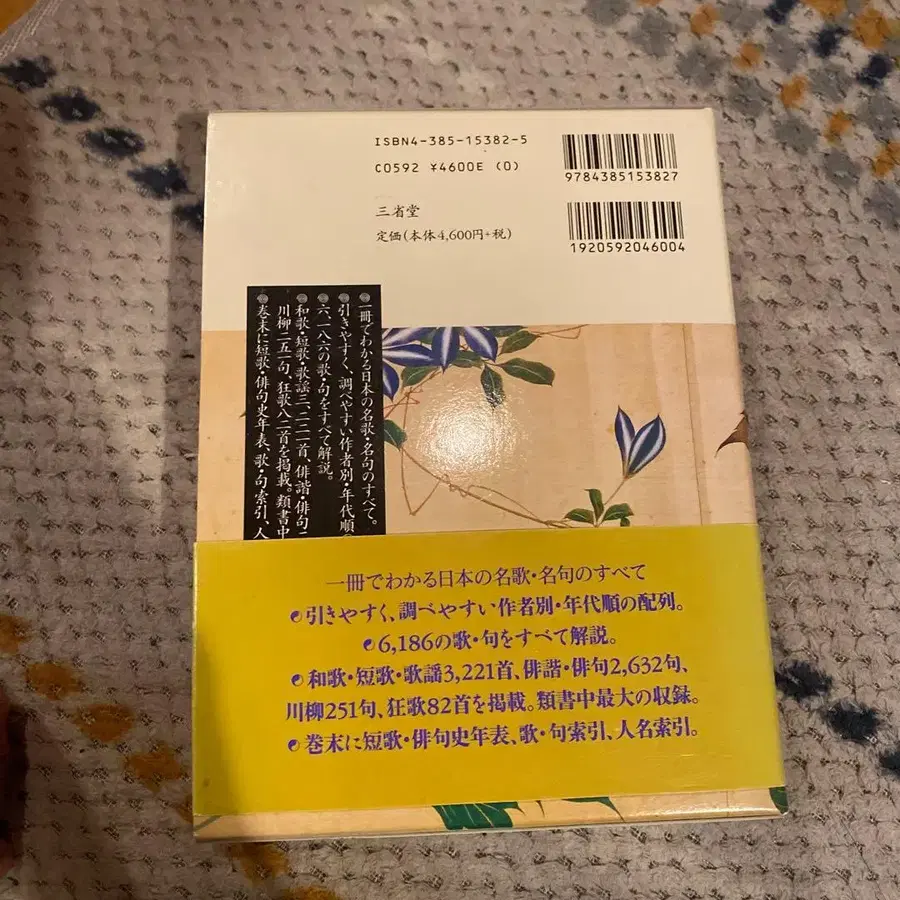 ISBN4-385-15382-5
C0592 ¥4600E (0)
9784385153827
三省堂
定価(本体4,600円+税)
1920592046004
一冊でわかる日本の名歌・名句のすべて。
引きやすく、調べやすい作者別・年代順の
六、一八六の歌・句をすべて解説。
和歌・短歌・歌謡三、二二一首、俳諧・俳句二
川柳二五一句、狂歌八二首を掲載。類書中
巻末に短歌・俳句史年表、歌・句索引、人
一冊でわかる日本の名歌・名句のすべて
引きやすく、調べやすい作者別・年代順の配列。
6,186の歌・句をすべて解説。
和歌・短歌・歌謡3,221首、俳諧・俳句2,632句、
川柳251句、狂歌82首を掲載。類書中最大の収録。
巻末に短歌・俳句史年表、歌・句索引、人名索引。